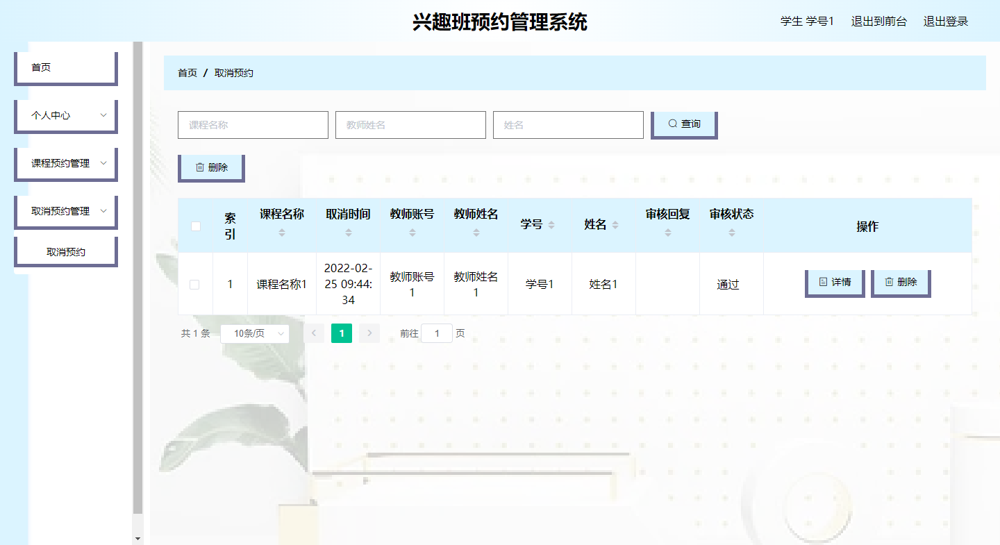 兴趣班预约管理系统
学生 学号1 退出到前台 退出登录
首页
个人中心
课程预约管理
取消预约管理
取消预约
首页 / 取消预约
课程名称 教师姓名 姓名 查询
删除
索引 课程名称 取消时间 教师账号 教师姓名 学号 姓名 审核回复 审核状态 操作
1 课程名称1 2022-02-25 09:44:34 教师账号1 教师姓名1 学号1 姓名1 通过 详情 删除
共 1 条 10条/页 1 前往 1 页